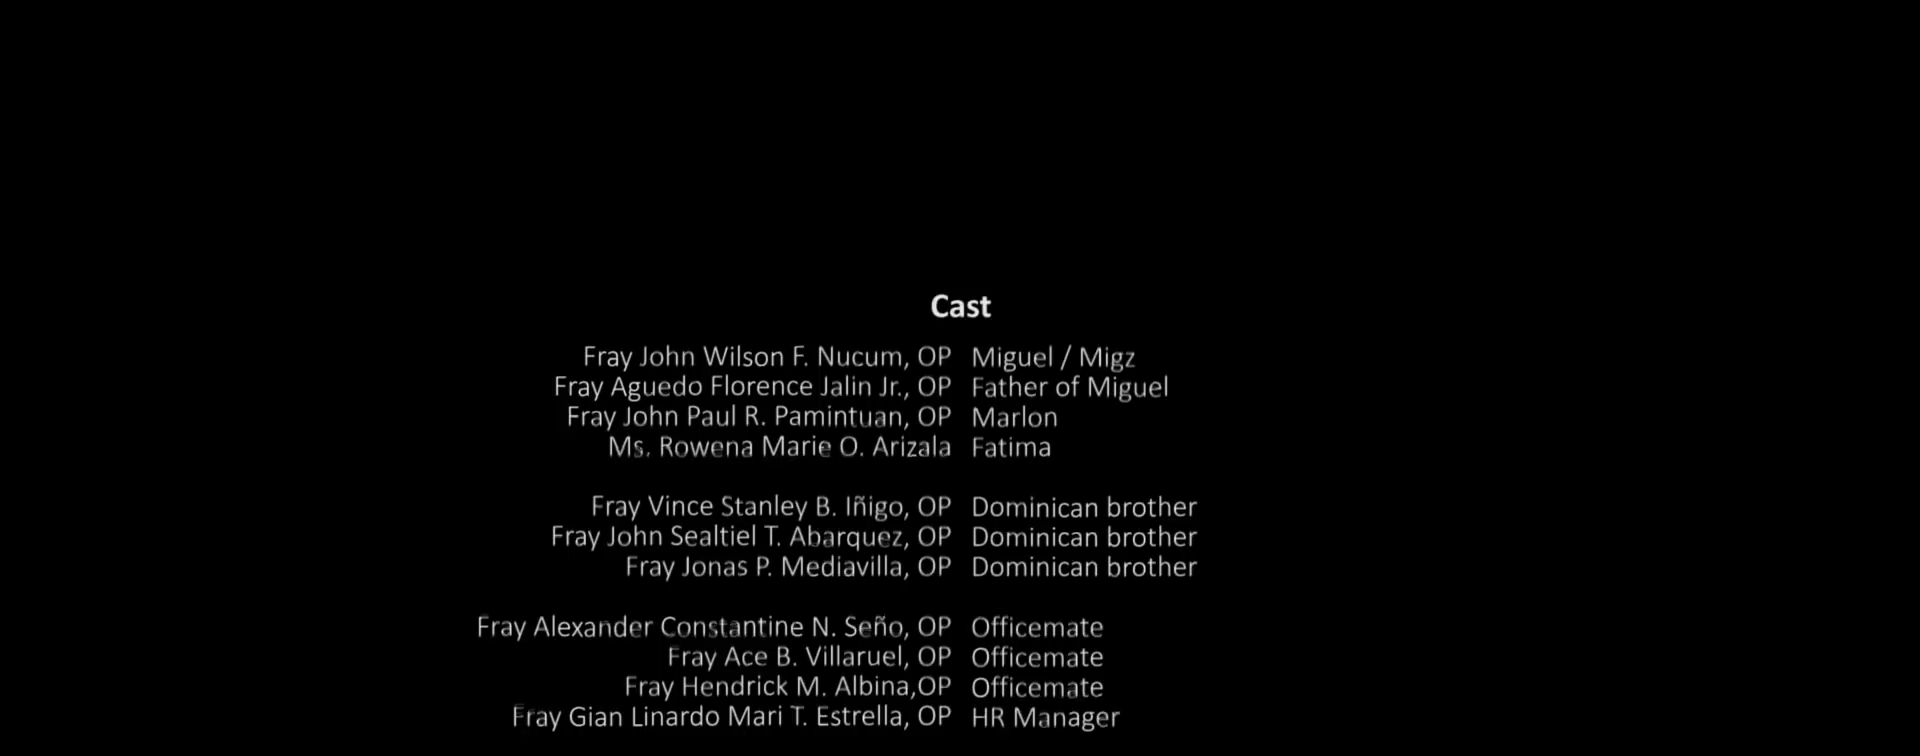 Cast
Fray John Wilson F. Nucum, OP Miguel / Migz
Fray Aguedo Florence Jalin Jr., OP Father of Miguel
Fray John Paul R. Pamintuan, OP Marlon
Ms. Rowena Marie O. Arizala Fatima
Fray Vince Stanley B. Iñigo, OP Dominican brother
Fray John Sealtiel T. Abarquez, OP Dominican brother
Fray Jonas P. Mediavilla, OP Dominican brother
Fray Alexander Constantine N. Seño, OP Officemate
Fray Ace B. Villaruel, OP Officemate
Fray Hendrick M. Albina,OP Officemate
Fray Gian Linardo Mari T. Estrella, OP HR Manager